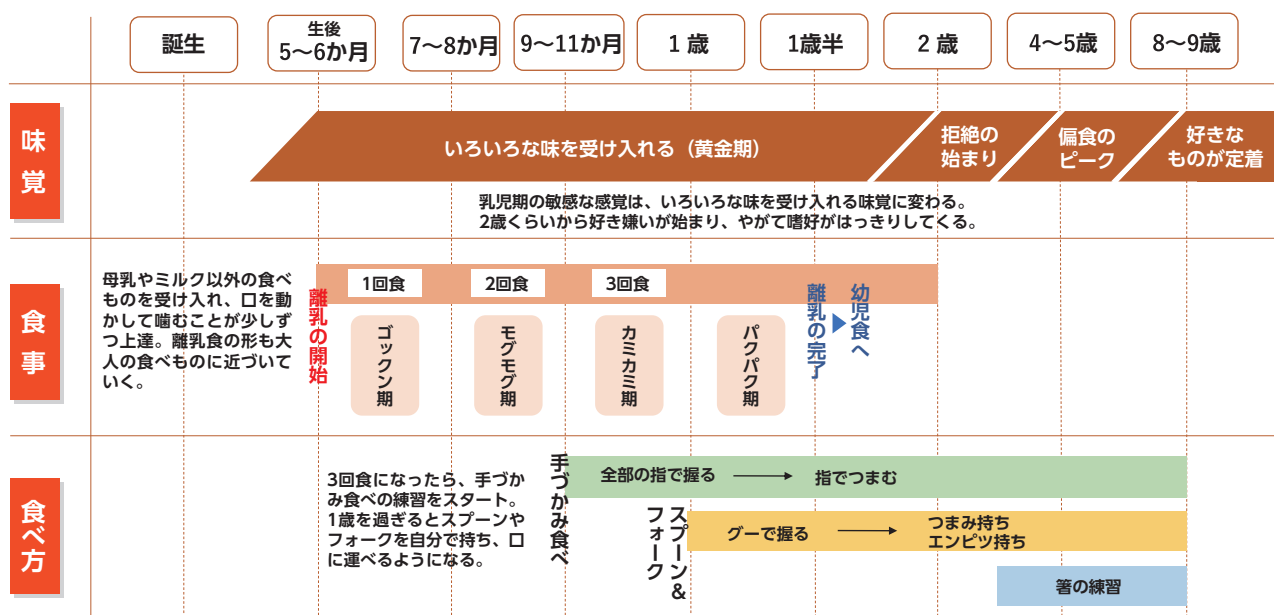 誕生
生後
5〜6か月
7〜8か月
9〜11か月
1 歳
1歳半
2 歳
4〜5歳
8〜9歳
味覚
いろいろな味を受け入れる（黄金期）
拒絶の
始まり
偏食の
ピーク
好きな
ものが定着
乳児期の敏感な感覚は、いろいろな味を受け入れる味覚に変わる。
2歳くらいから好き嫌いが始まり、やがて嗜好がはっきりしてくる。
食事
母乳やミルク以外の食べ
ものを受け入れ、口を動
かして噛むことが少しず
つ上達。離乳食の形も大
人の食べものに近づいて
いく。
離乳の開始
1回食
2回食
3回食
ゴックン期
モグモグ期
カミカミ期
パクパク期
離乳の完了
幼児食へ
食べ方
3回食になったら、手づか
み食べの練習をスタート。
1歳を過ぎるとスプーンや
フォークを自分で持ち、口
に運べるようになる。
手づかみ食べ
全部の指で握る
指でつまむ
スプーン&
フォーク
グーで握る
つまみ持ち
エンピツ持ち
箸の練習